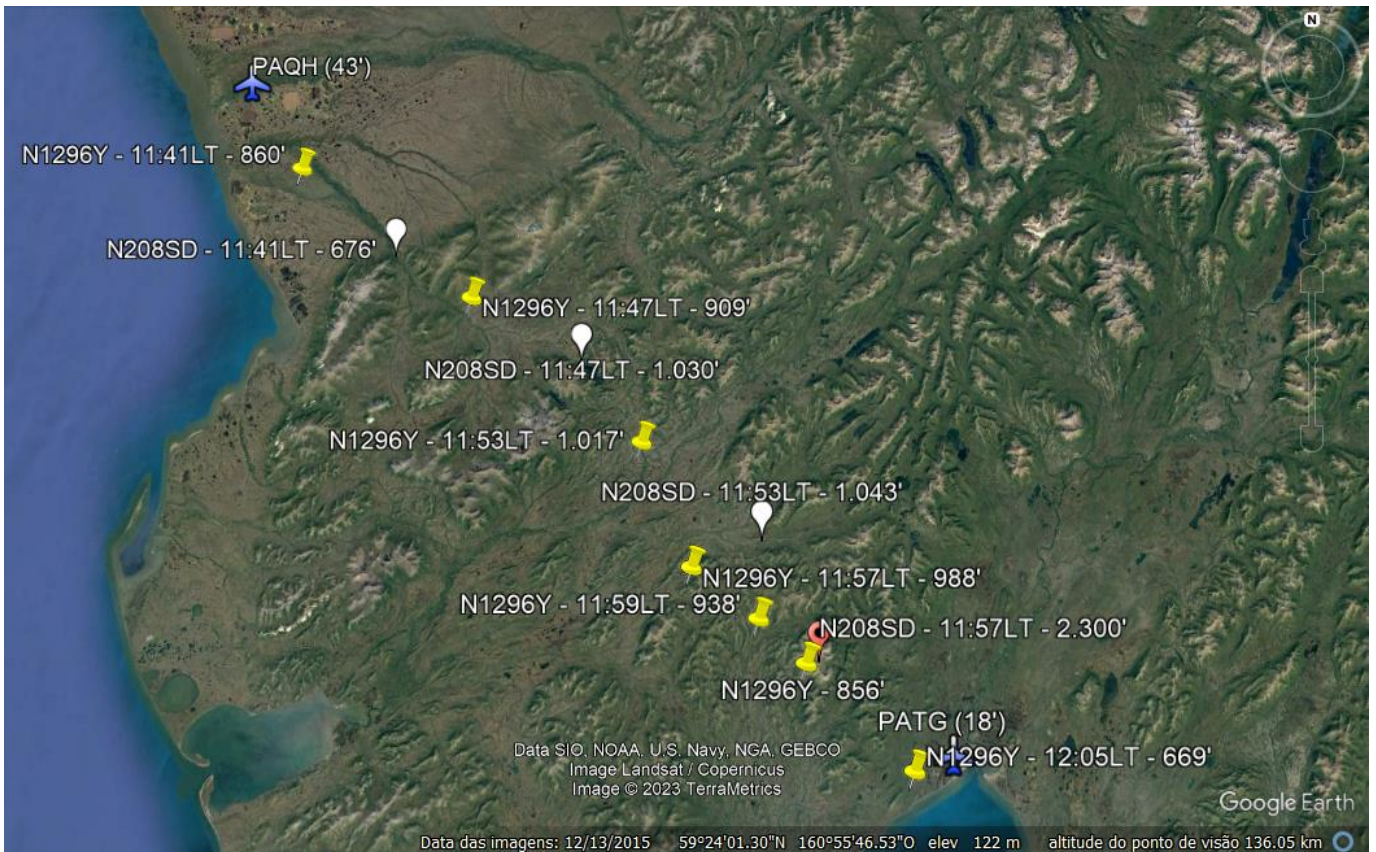 N
PAQH (43')
N1296Y - 11:41LT - 860'
N208SD - 11:41LT - 676'
N1296Y - 11:47LT - 909'
N208SD - 11:47LT - 1.030'
N1296Y - 11:53LT - 1.017'
N208SD - 11:53LT - 1.043'
N1296Y - 11:57LT - 988'
N1296Y - 11:59LT - 938'
N208SD - 11:57LT - 2.300'
N1296Y - 856'
PATG (18')
N1296Y - 12:05LT - 669'
Data SIO, NOAA, U.S. Navy, NGA, GEBCO
Image Landsat / Copernicus
Image © 2023 TerraMetrics
Google Earth
Data das imagens: 12/13/2015 59°24'01.30"N 160°55'46.53"O elev 122 m altitude do ponto de visão 136.05 km